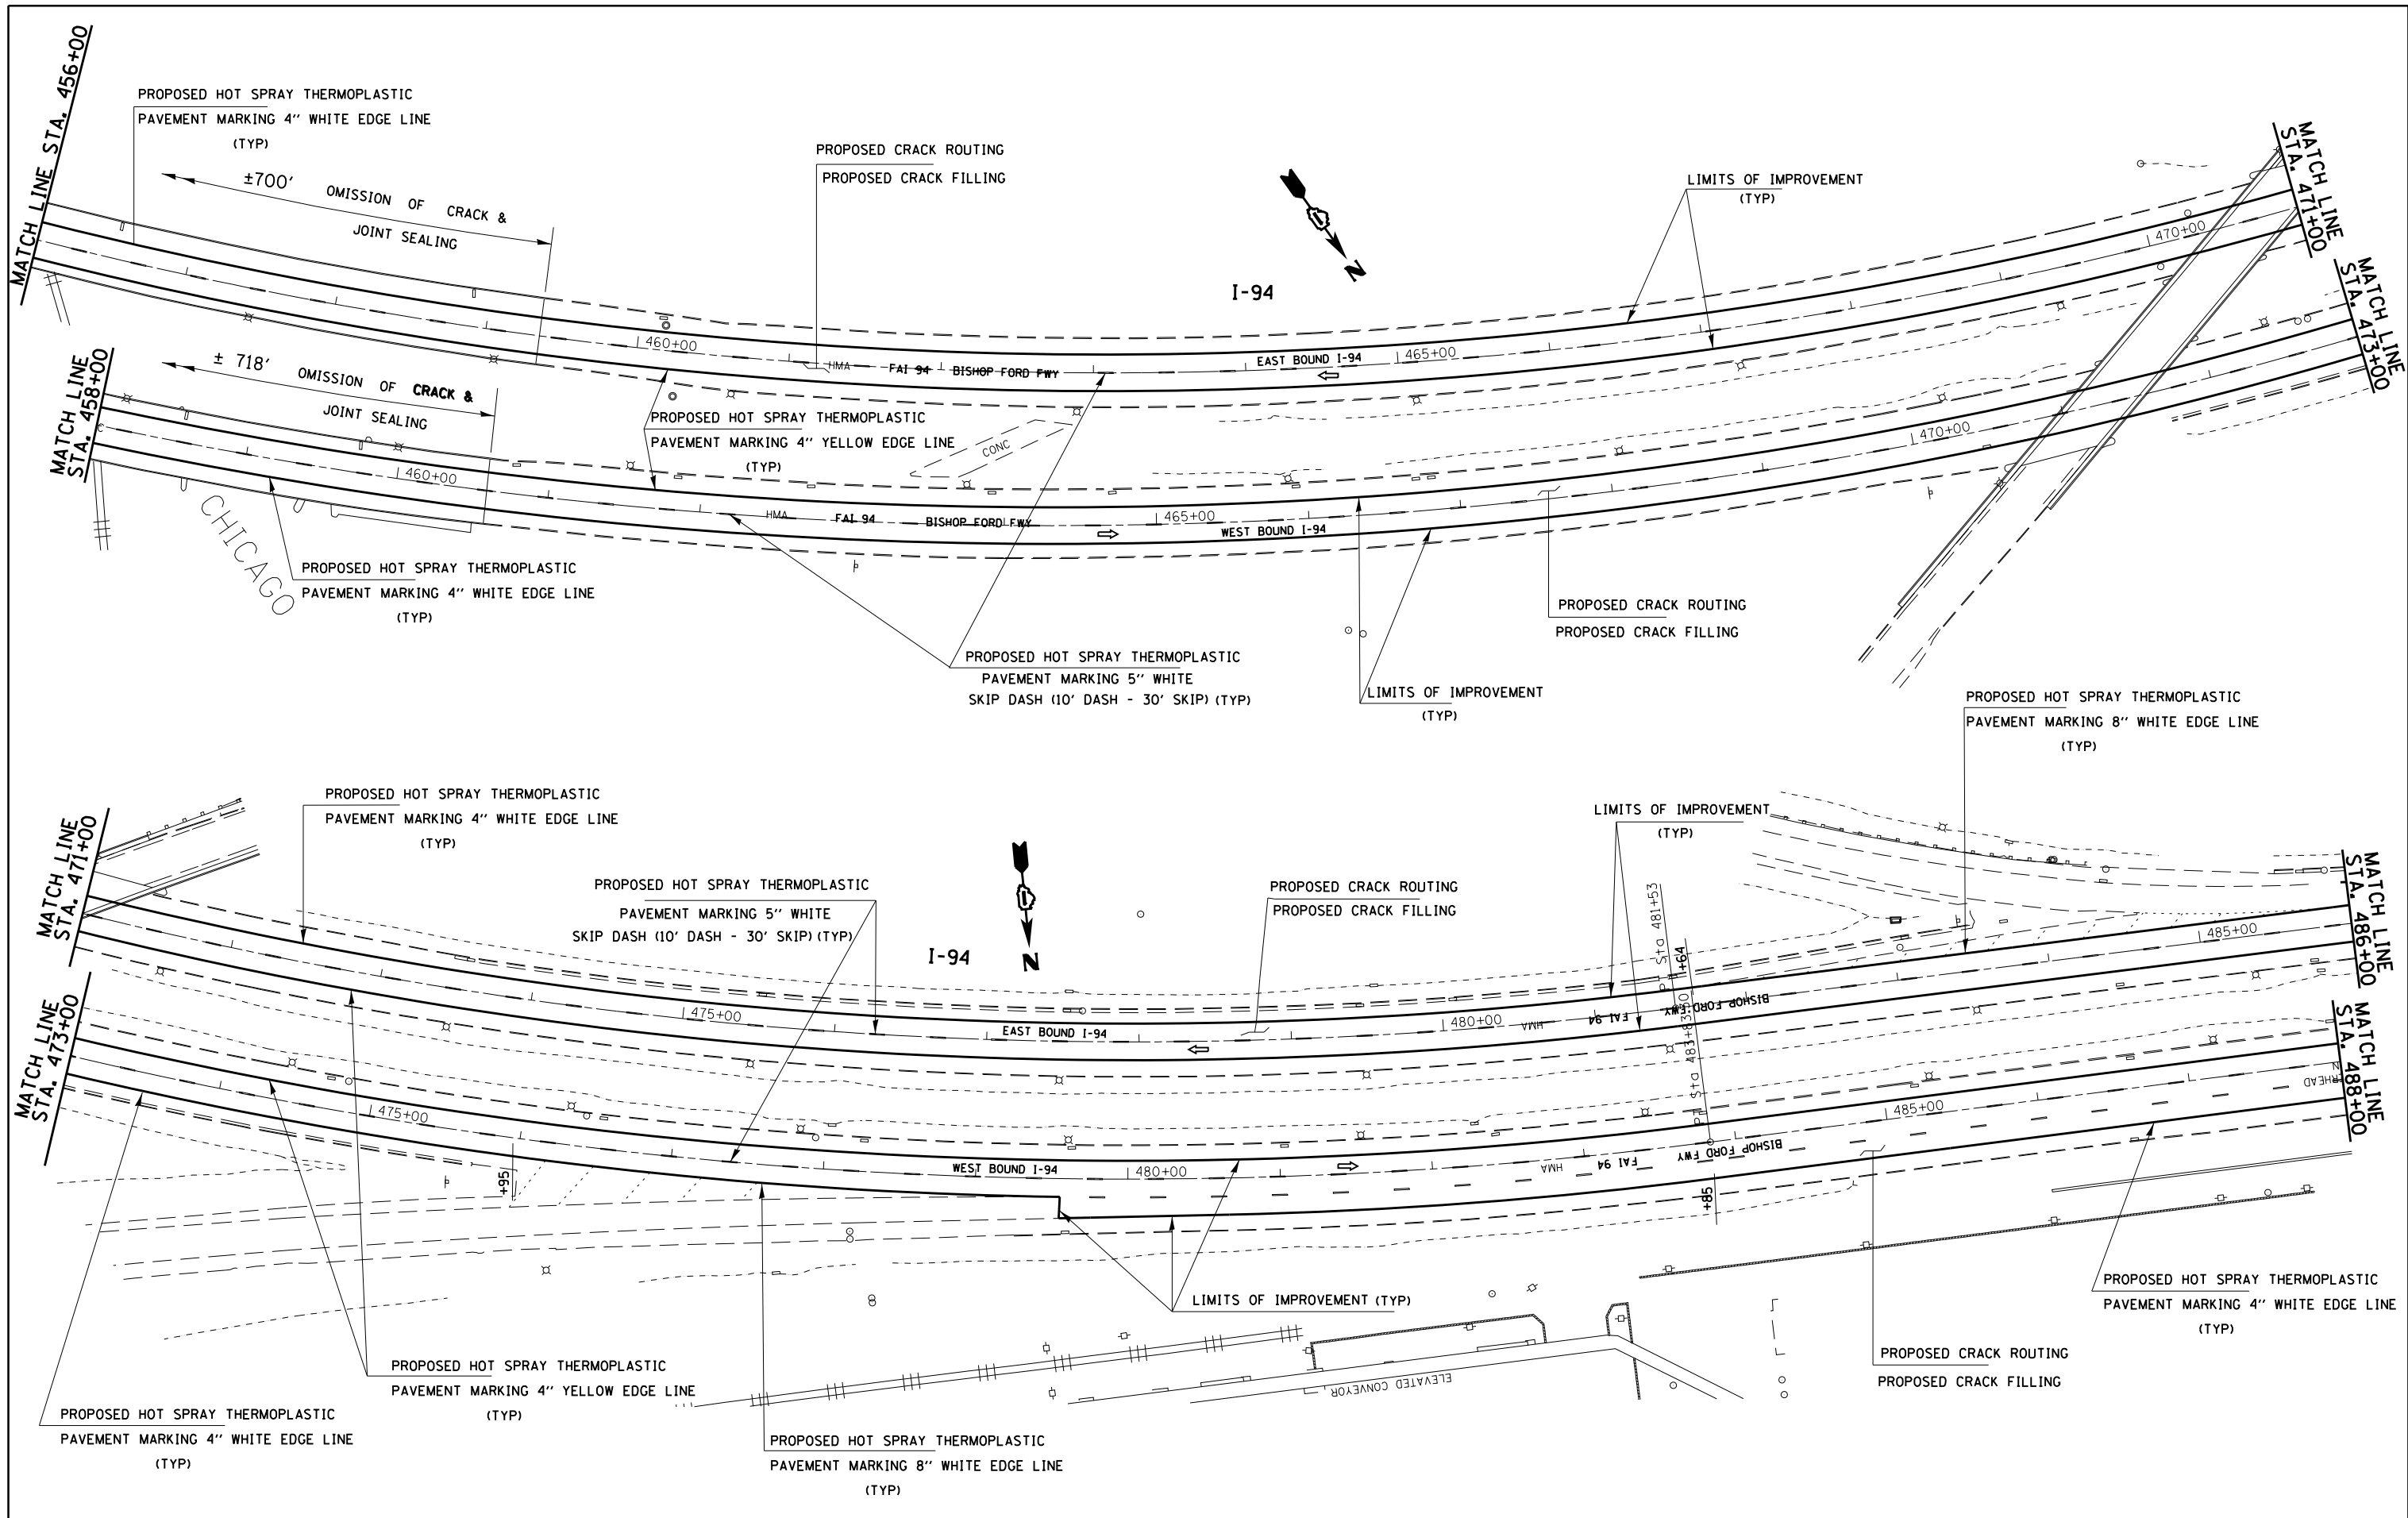 MATCH LINE STA. 456+00
PROPOSED HOT SPRAY THERMOPLASTIC
PAVEMENT MARKING 4'' WHITE EDGE LINE
(TYP)
±700' OMISSION OF CRACK &
JOINT SEALING
PROPOSED CRACK ROUTING
PROPOSED CRACK FILLING
N
I-94
LIMITS OF IMPROVEMENT
(TYP)
MATCH LINE
STA. 471+00
MATCH LINE
STA. 473+00
460+00
HMA
FAI 94
BISHOP FORD FWY
EAST BOUND I-94
465+00
470+00
MATCH LINE
STA. 458+00
± 718' OMISSION OF CRACK &
JOINT SEALING
PROPOSED HOT SPRAY THERMOPLASTIC
PAVEMENT MARKING 4'' YELLOW EDGE LINE
(TYP)
CONC
460+00
HMA
FAI 94
BISHOP FORD FWY
465+00
WEST BOUND I-94
470+00
CHICAGO
PROPOSED HOT SPRAY THERMOPLASTIC
PAVEMENT MARKING 4'' WHITE EDGE LINE
(TYP)
PROPOSED HOT SPRAY THERMOPLASTIC
PAVEMENT MARKING 5'' WHITE
SKIP DASH (10' DASH - 30' SKIP) (TYP)
LIMITS OF IMPROVEMENT
(TYP)
PROPOSED CRACK ROUTING
PROPOSED CRACK FILLING
PROPOSED HOT SPRAY THERMOPLASTIC
PAVEMENT MARKING 8'' WHITE EDGE LINE
(TYP)
MATCH LINE
STA. 471+00
PROPOSED HOT SPRAY THERMOPLASTIC
PAVEMENT MARKING 4'' WHITE EDGE LINE
(TYP)
PROPOSED HOT SPRAY THERMOPLASTIC
PAVEMENT MARKING 5'' WHITE
SKIP DASH (10' DASH - 30' SKIP) (TYP)
I-94
N
PROPOSED CRACK ROUTING
PROPOSED CRACK FILLING
LIMITS OF IMPROVEMENT
(TYP)
Sta 481+53
+64
MATCH LINE
STA. 486+00
475+00
EAST BOUND I-94
480+00
HMA
FAI 94
BISHOP FORD FWY
485+00
MATCH LINE
STA. 473+00
475+00
+95
WEST BOUND I-94
480+00
HMA
FAI 94
BISHOP FORD FWY
+85
485+00
MATCH LINE
STA. 488+00
LIMITS OF IMPROVEMENT (TYP)
ELEVATED CONVEYOR
PROPOSED HOT SPRAY THERMOPLASTIC
PAVEMENT MARKING 4'' WHITE EDGE LINE
(TYP)
PROPOSED CRACK ROUTING
PROPOSED CRACK FILLING
PROPOSED HOT SPRAY THERMOPLASTIC
PAVEMENT MARKING 4'' YELLOW EDGE LINE
(TYP)
PROPOSED HOT SPRAY THERMOPLASTIC
PAVEMENT MARKING 4'' WHITE EDGE LINE
(TYP)
PROPOSED HOT SPRAY THERMOPLASTIC
PAVEMENT MARKING 8'' WHITE EDGE LINE
(TYP)